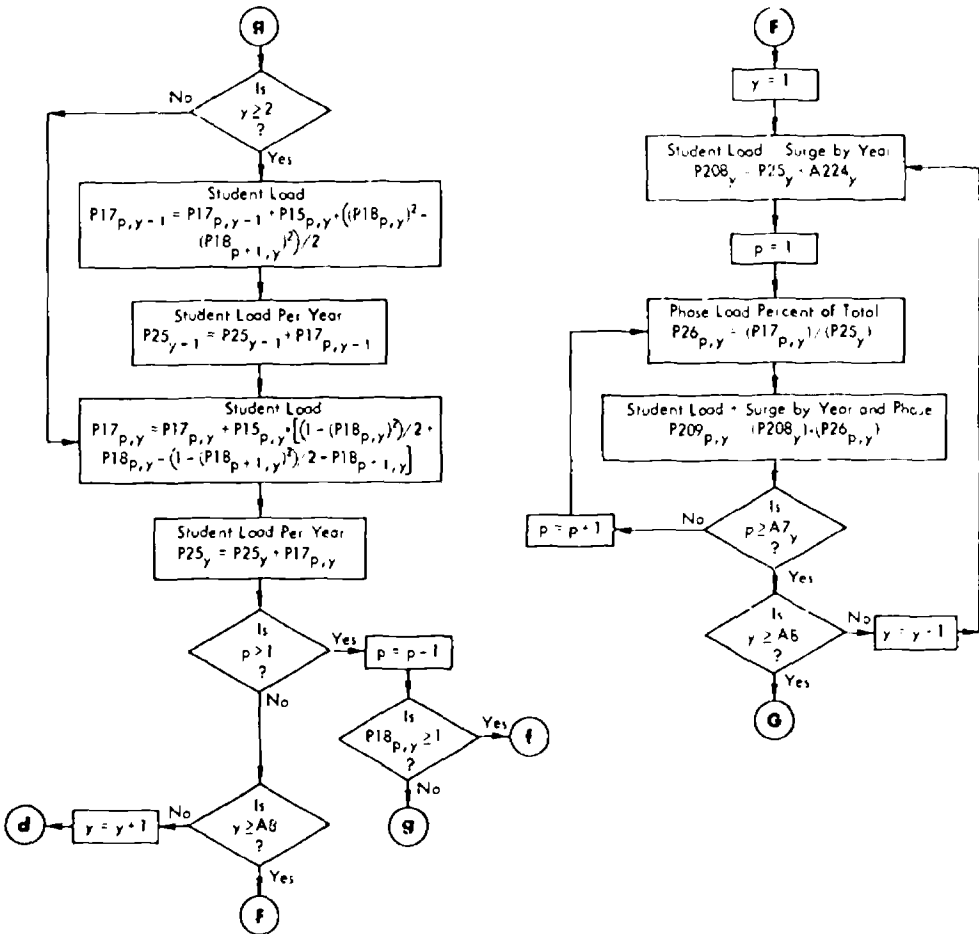 g
Is
y ≥ 2
?
No
Yes
Student Load
P17p,y-1 = P17p,y-1 + P15p,y • ((P18p,y)² -
(P18p+1,y)²)/2
Student Load Per Year
P25y-1 = P25y-1 + P17p,y-1
Student Load
P17p,y = P17p,y + P15p,y • [(1 - (P18p,y)²)/2 +
P18p,y - (1 - (P18p+1,y)²)/2 - P18p+1,y]
Student Load Per Year
P25y = P25y + P17p,y
Is
p > 1
?
Yes
p = p - 1
No
Is
P18p,y ≥ 1
?
Yes
f
No
g
Is
y ≥ A8
?
No
y = y + 1
d
Yes
F
F
y = 1
Student Load Surge by Year
P208y P25y • A224y
p = 1
Phase Load Percent of Total
P26p,y = (P17p,y) / (P25y)
Student Load + Surge by Year and Phase
P209p,y (P208y) • (P26p,y)
Is
p ≥ A7y
?
No
p = p + 1
Yes
Is
y ≥ A8
?
No
y = y + 1
Yes
G